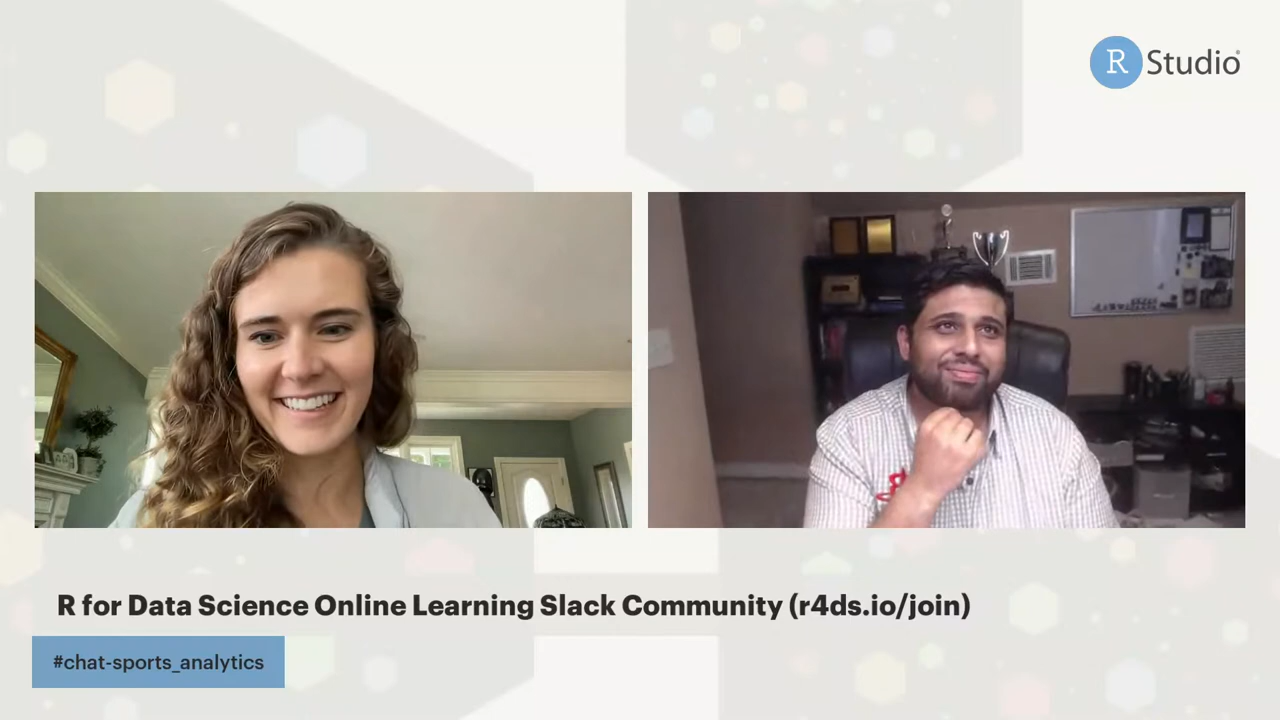 R Studio
R for Data Science Online Learning Slack Community (r4ds.io/join)
#chat-sports_analytics